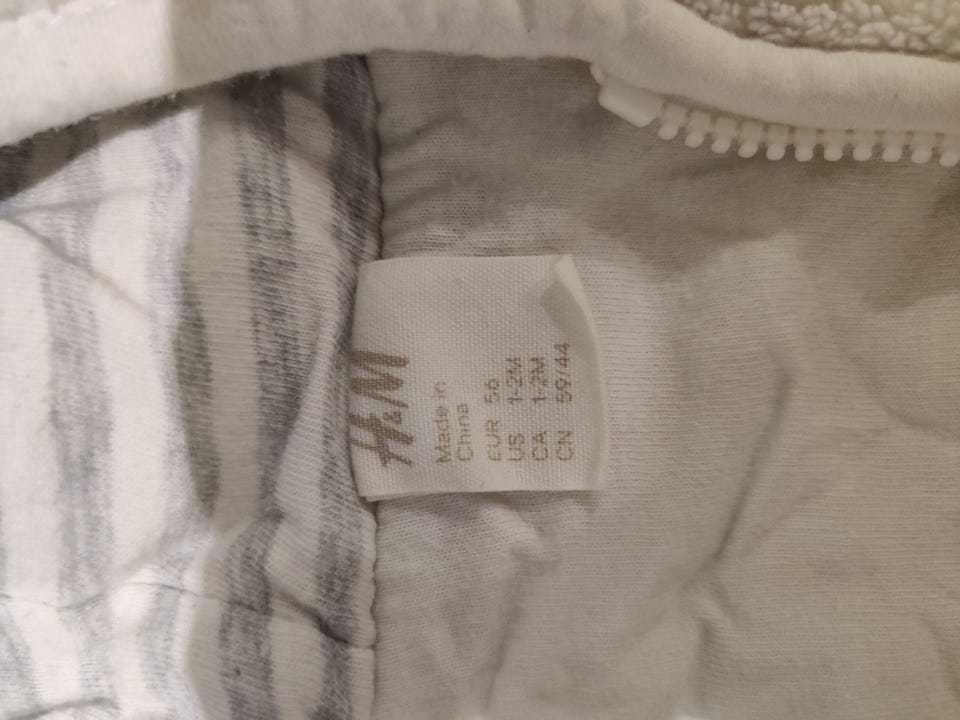 H&M
Made in
China
EUR 56
US 1-2M
CA 1-2M
CN 59/44